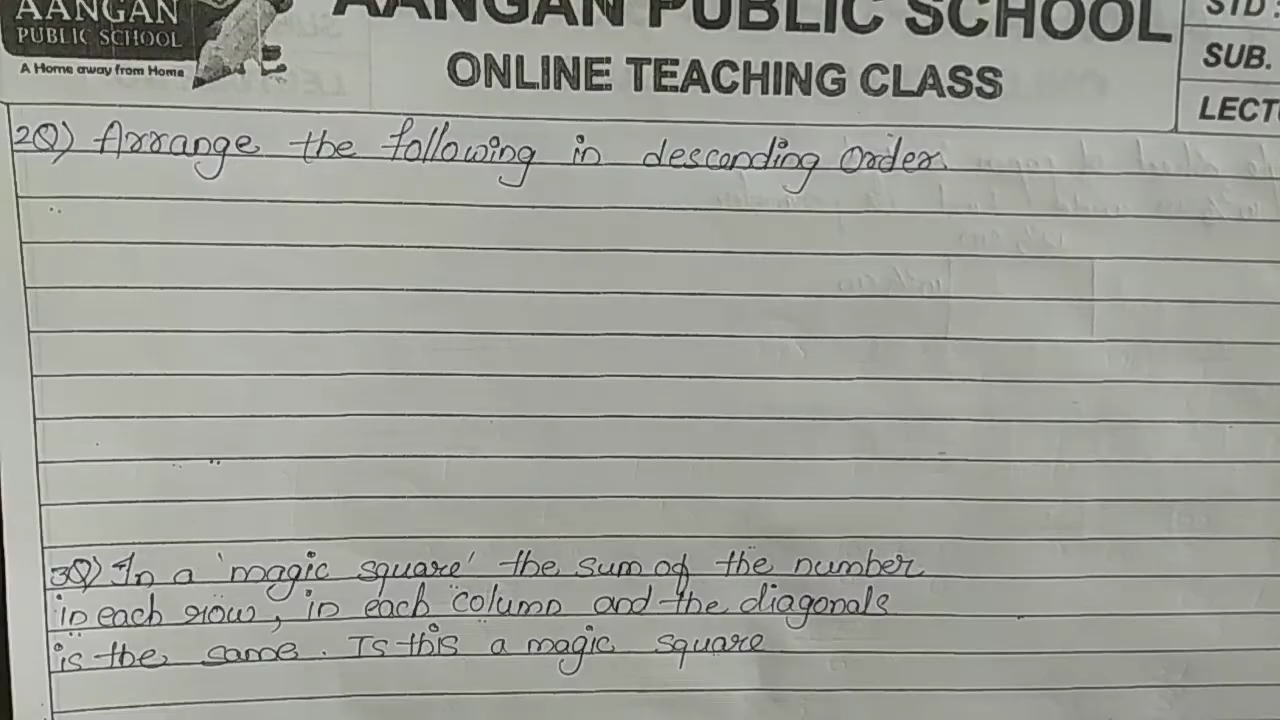 AANGAN
PUBLIC SCHOOL
A Home away from Home
AANGAN PUBLIC SCHOOL
ONLINE TEACHING CLASS
STD :
SUB.
LECT
2Q) Arrange the following in descanding order.
3Q) In a 'magic square' the sum of the number
in each row, in each column and the diagonals
is the same. Is this a magic square